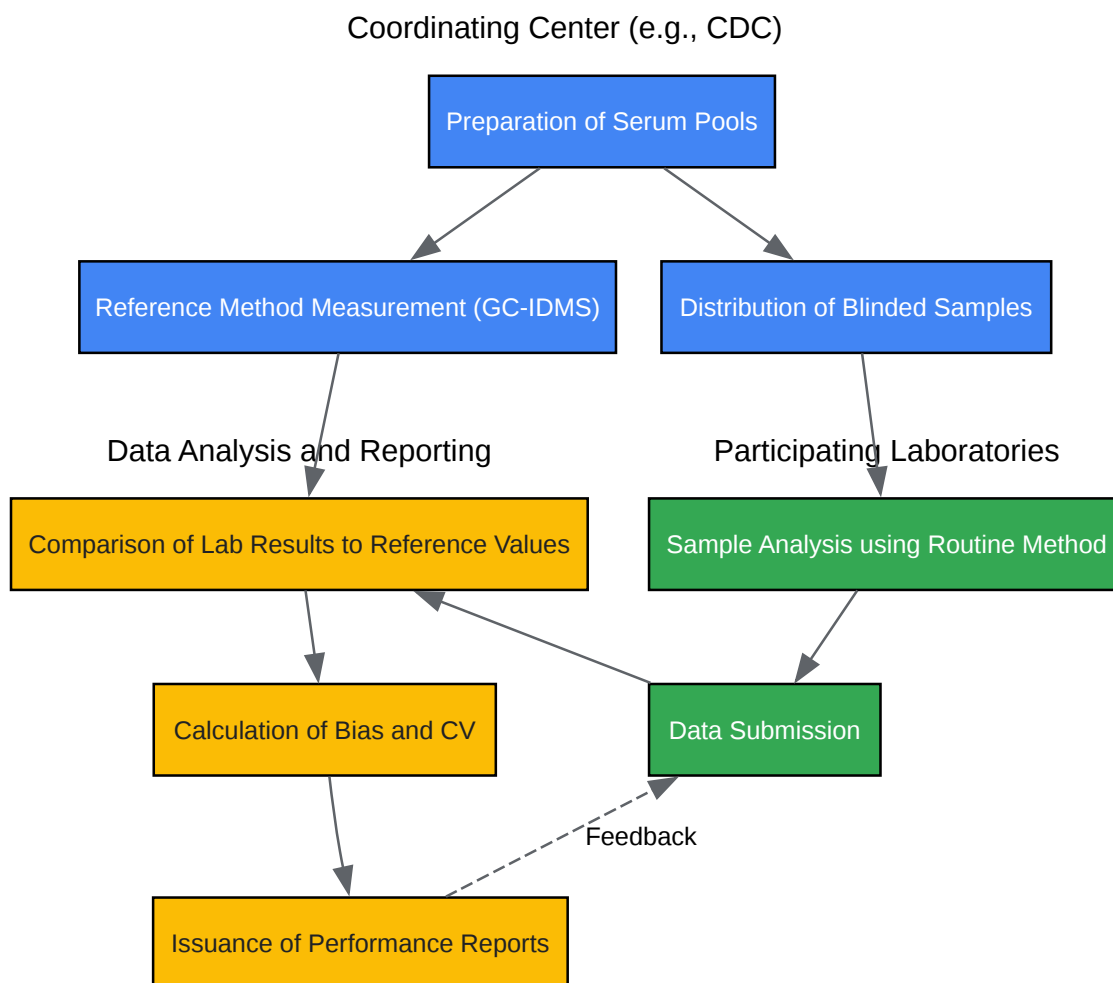 Coordinating Center (e.g., CDC)
Preparation of Serum Pools
Reference Method Measurement (GC-IDMS)
Distribution of Blinded Samples
Data Analysis and Reporting
Participating Laboratories
Comparison of Lab Results to Reference Values
Sample Analysis using Routine Method
Calculation of Bias and CV
Data Submission
Feedback
Issuance of Performance Reports